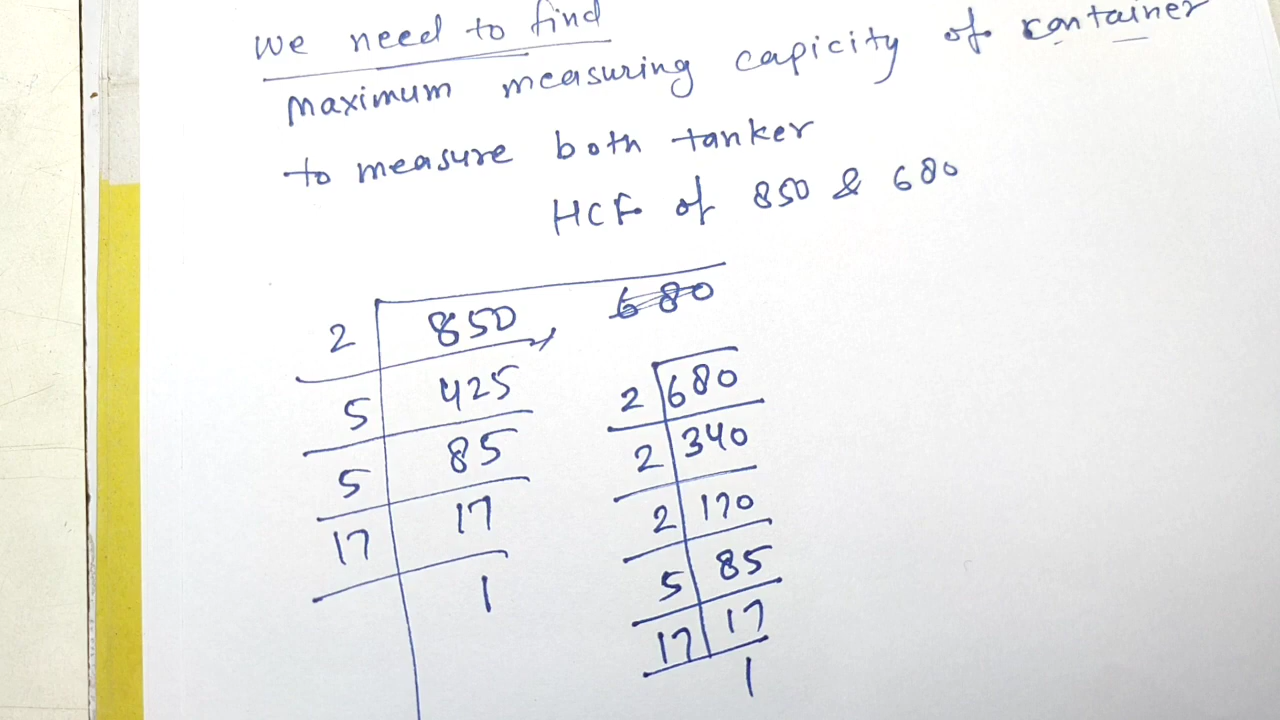 We need to find
Maximum measuring capicity of container
to measure both tanker
HCF of 850 & 680
2 850 680
5 425
5 85
17 17
1
2 680
2 340
2 170
5 85
17 17
1